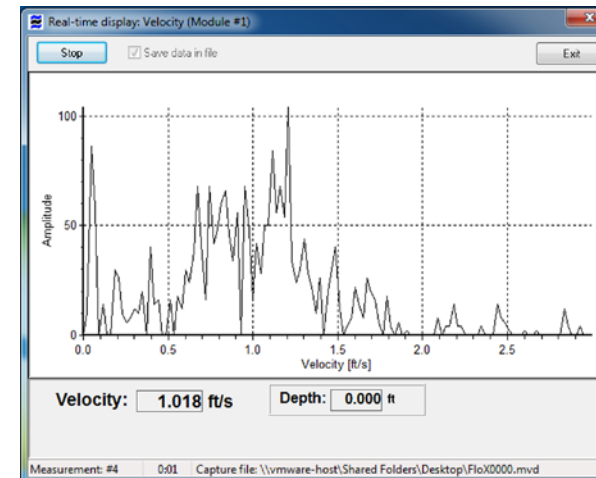 Real-time display: Velocity (Module #1)
Stop Save data in file Exit
100
50
0
Amplitude
0.0 0.5 1.0 1.5 2.0 2.5
Velocity [ft/s]
Velocity: 1.018 ft/s Depth: 0.000 ft
Measurement: #4 0:01 Capture file: \\vmware-host\Shared Folders\Desktop\FloX0000.mvd